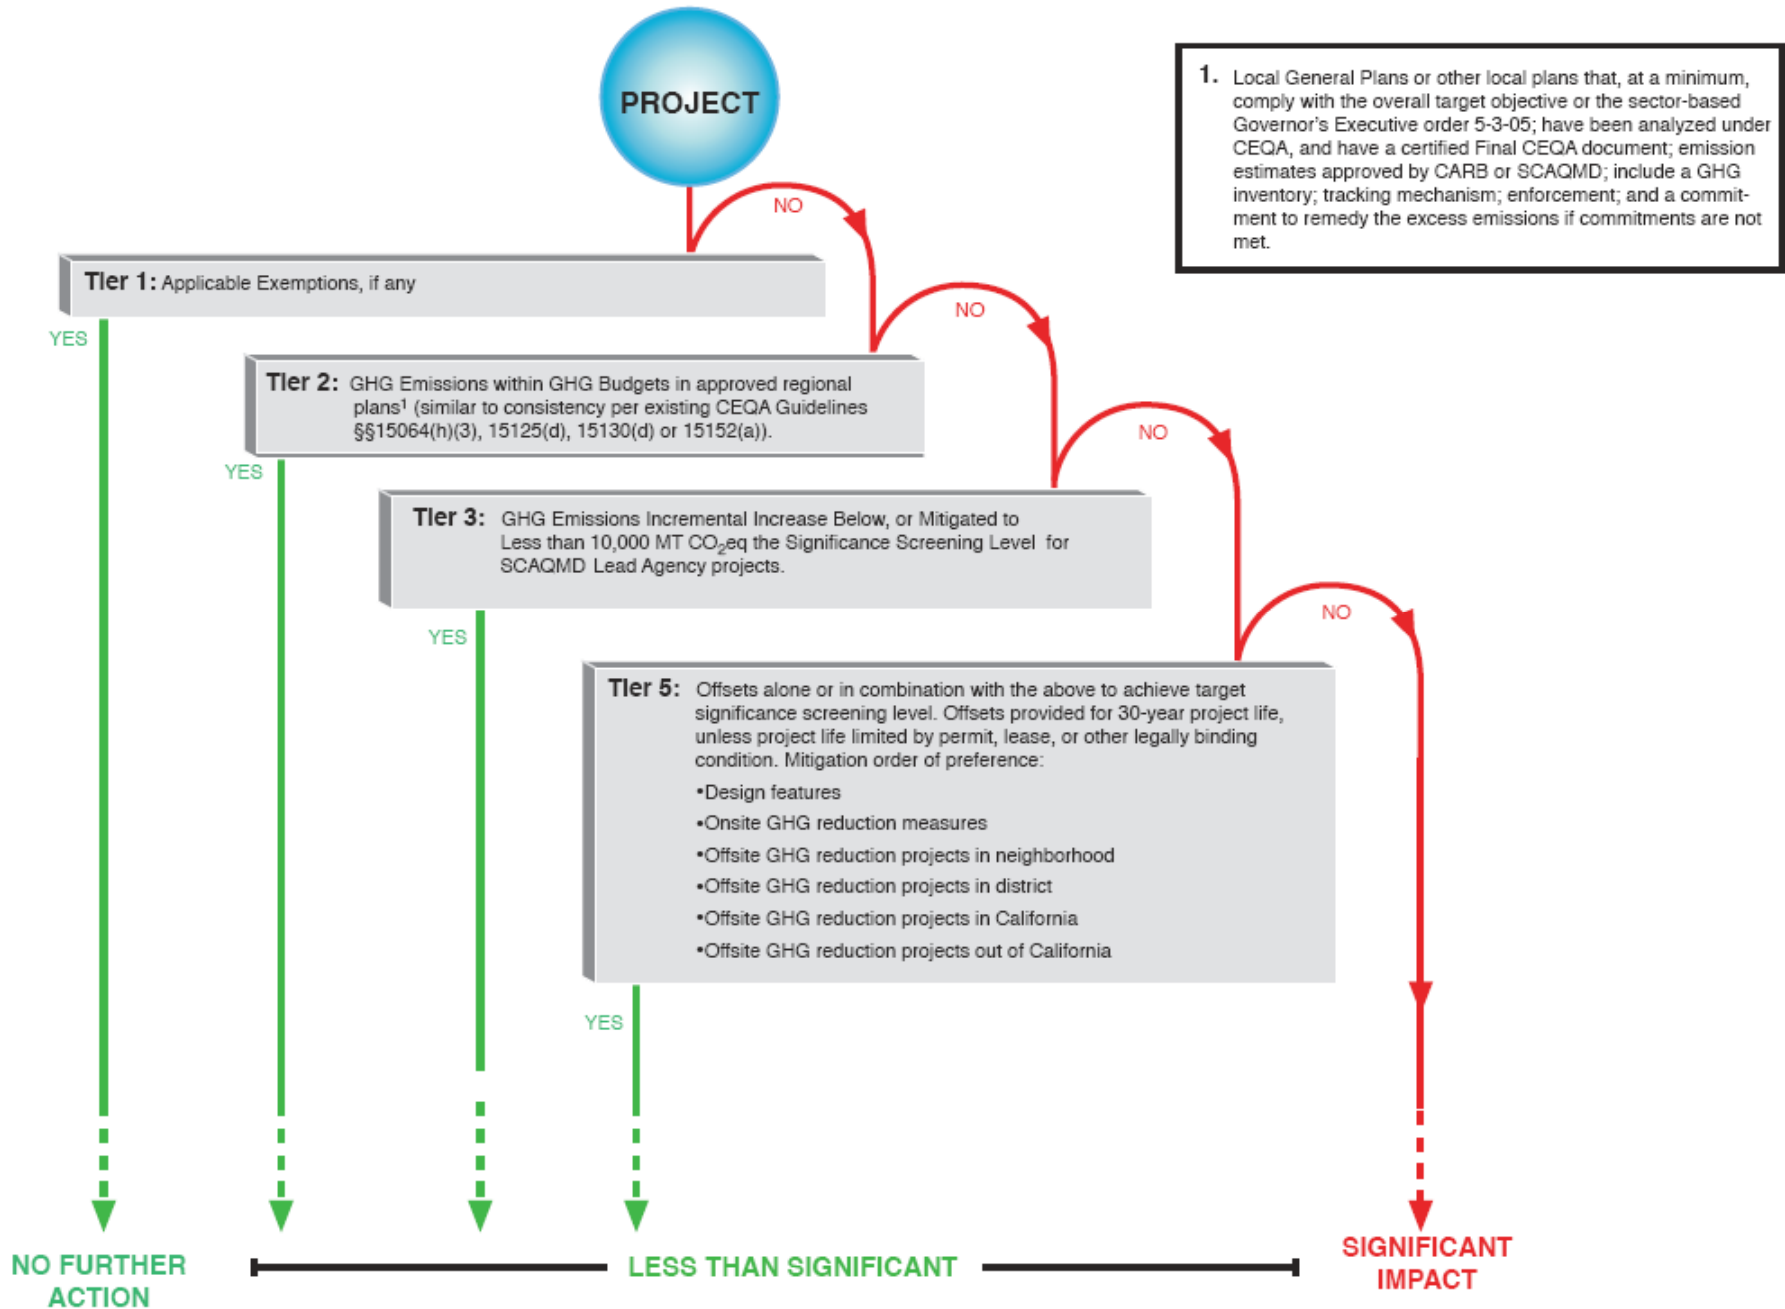 PROJECT
1. Local General Plans or other local plans that, at a minimum,
comply with the overall target objective or the sector-based
Governor's Executive order 5-3-05; have been analyzed under
CEQA, and have a certified Final CEQA document; emission
estimates approved by CARB or SCAQMD; include a GHG
inventory; tracking mechanism; enforcement; and a commit-
ment to remedy the excess emissions if commitments are not
met.
NO
Tier 1: Applicable Exemptions, if any
YES
NO
Tier 2: GHG Emissions within GHG Budgets in approved regional
plans¹ (similar to consistency per existing CEQA Guidelines
§§15064(h)(3), 15125(d), 15130(d) or 15152(a)).
YES
NO
Tier 3: GHG Emissions Incremental Increase Below, or Mitigated to
Less than 10,000 MT CO₂eq the Significance Screening Level for
SCAQMD Lead Agency projects.
YES
NO
Tier 5: Offsets alone or in combination with the above to achieve target
significance screening level. Offsets provided for 30-year project life,
unless project life limited by permit, lease, or other legally binding
condition. Mitigation order of preference:
•Design features
•Onsite GHG reduction measures
•Offsite GHG reduction projects in neighborhood
•Offsite GHG reduction projects in district
•Offsite GHG reduction projects in California
•Offsite GHG reduction projects out of California
YES
NO FURTHER
ACTION
LESS THAN SIGNIFICANT
SIGNIFICANT
IMPACT